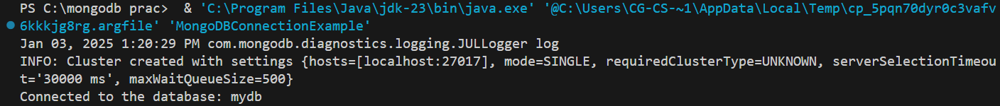 PS C:\mongodb prac>  & 'C:\Program Files\Java\jdk-23\bin\java.exe' '@C:\Users\CG-CS-~1\AppData\Local\Temp\cp_5pqn70dyr0c3vafv
6kkkjg8rg.argfile' 'MongoDBConnectionExample'
Jan 03, 2025 1:20:29 PM com.mongodb.diagnostics.logging.JULLogger log
INFO: Cluster created with settings {hosts=[localhost:27017], mode=SINGLE, requiredClusterType=UNKNOWN, serverSelectionTimeou
t='30000 ms', maxWaitQueueSize=500}
Connected to the database: mydb